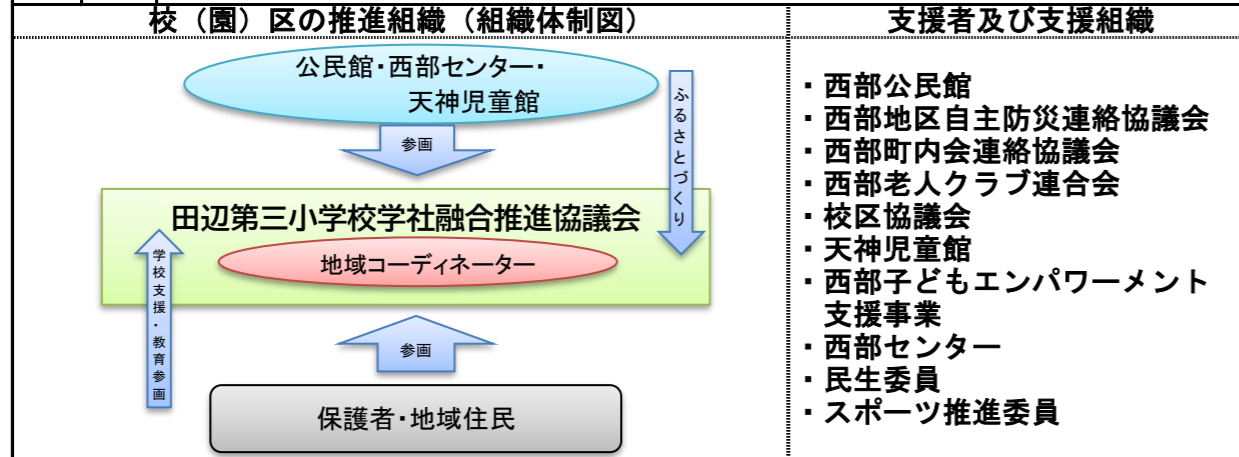 校（園）区の推進組織（組織体制図）
公民館・西部センター・
天神児童館
参画
ふるさとづくり
田辺第三小学校学社融合推進協議会
地域コーディネーター
学校支援・教育参画
参画
保護者・地域住民
支援者及び支援組織
・西部公民館
・西部地区自主防災連絡協議会
・西部町内会連絡協議会
・西部老人クラブ連合会
・校区協議会
・天神児童館
・西部子どもエンパワーメント
支援事業
・西部センター
・民生委員
・スポーツ推進委員